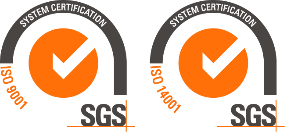 SYSTEM CERTIFICATION
ISO 9001
SGS
SYSTEM CERTIFICATION
ISO 14001
SGS